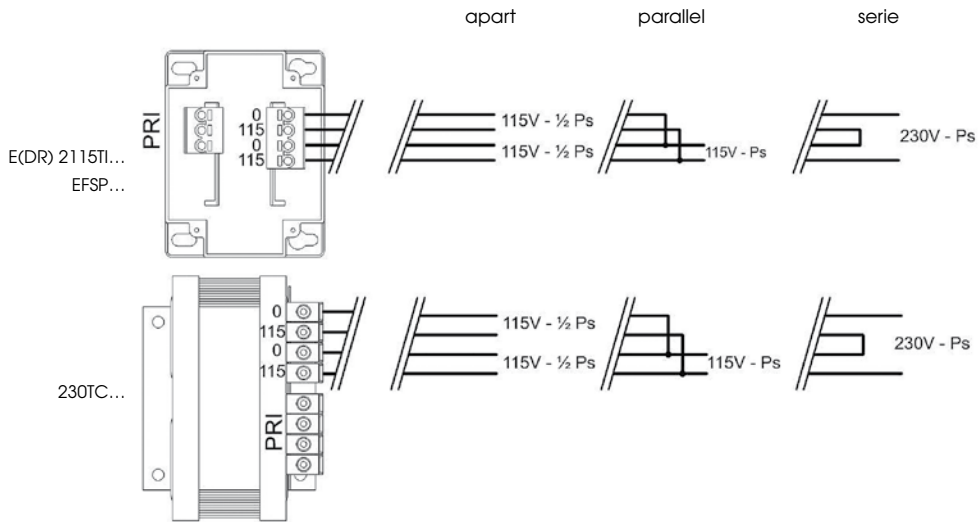 apart parallel serie
PRI
0
115
0
115
115V - ½ Ps
115V - ½ Ps
115V - Ps
230V - Ps
E(DR) 2115TI...
EFSP...
0
115
0
115
PRI
115V - ½ Ps
115V - ½ Ps
115V - Ps
230V - Ps
230TC...